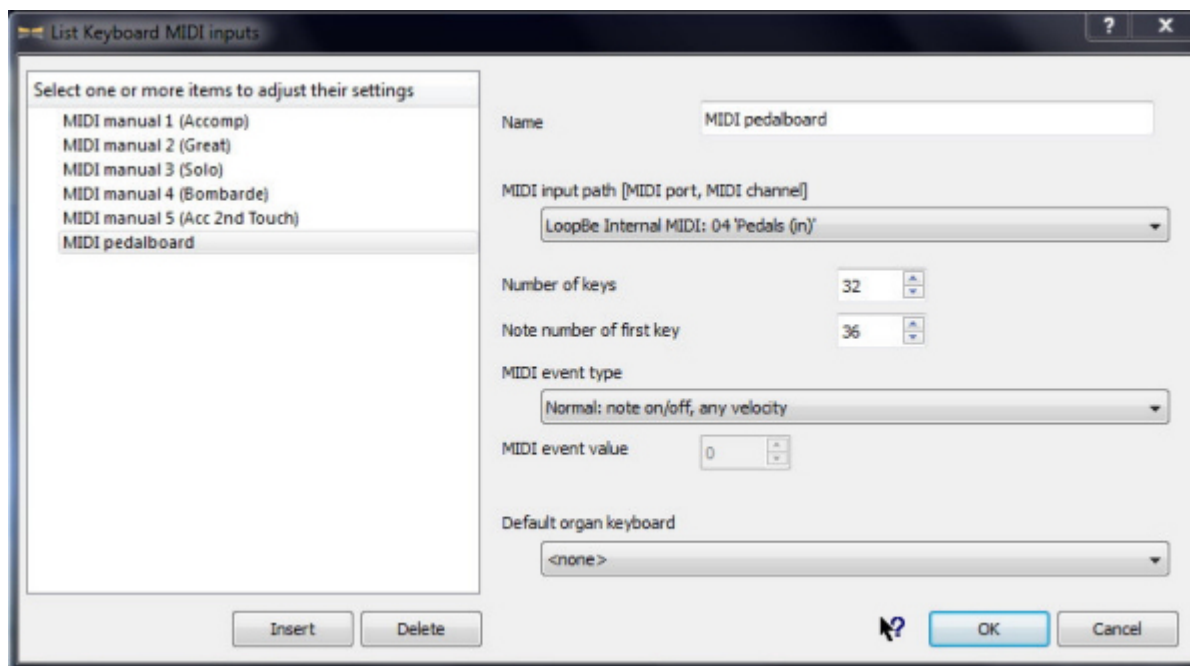 List Keyboard MIDI inputs
? X
Select one or more items to adjust their settings
MIDI manual 1 (Accomp)
MIDI manual 2 (Great)
MIDI manual 3 (Solo)
MIDI manual 4 (Bombarde)
MIDI manual 5 (Acc 2nd Touch)
MIDI pedalboard
Name MIDI pedalboard
MIDI input path [MIDI port, MIDI channel]
LoopBe Internal MIDI: 04 'Pedals (in)'
Number of keys 32
Note number of first key 36
MIDI event type
Normal: note on/off, any velocity
MIDI event value 0
Default organ keyboard
<none>
Insert Delete ? OK Cancel